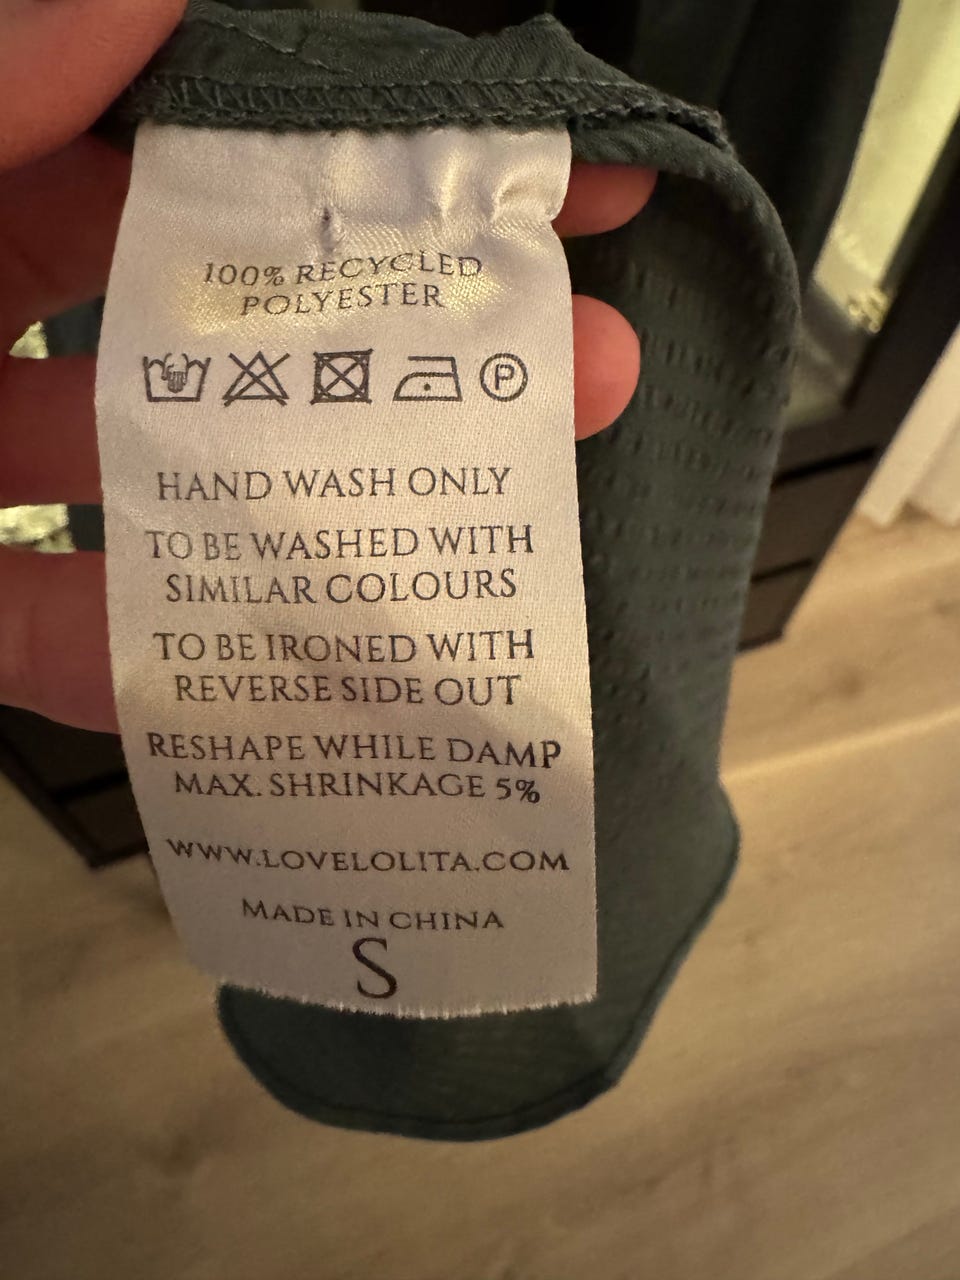 100% RECYCLED
POLYESTER
P
HAND WASH ONLY
TO BE WASHED WITH
SIMILAR COLOURS
TO BE IRONED WITH
REVERSE SIDE OUT
RESHAPE WHILE DAMP
MAX. SHRINKAGE 5%
WWW.LOVELOLITA.COM
MADE IN CHINA
S